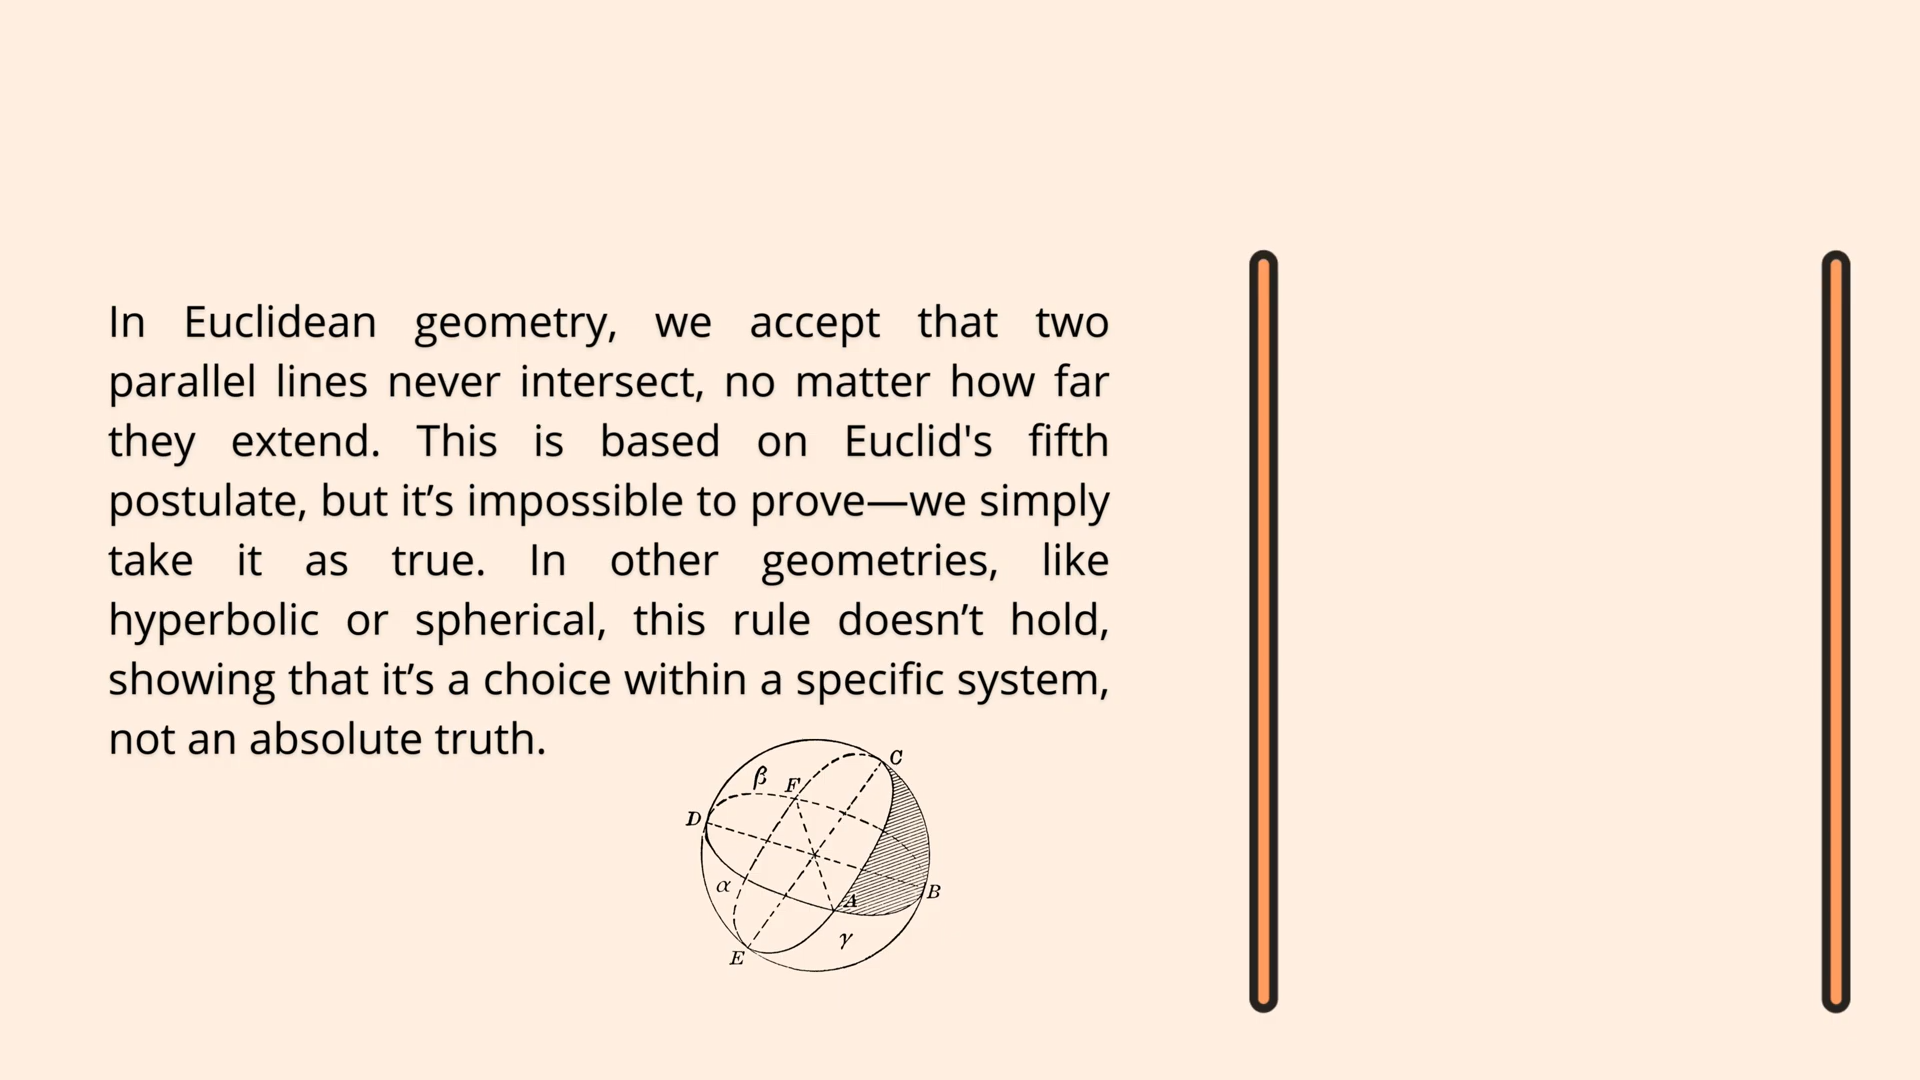 In Euclidean geometry, we accept that two
parallel lines never intersect, no matter how far
they extend. This is based on Euclid's fifth
postulate, but it’s impossible to prove—we simply
take it as true. In other geometries, like
hyperbolic or spherical, this rule doesn’t hold,
showing that it’s a choice within a specific system,
not an absolute truth.
C
β F
D
α
A B
γ
E